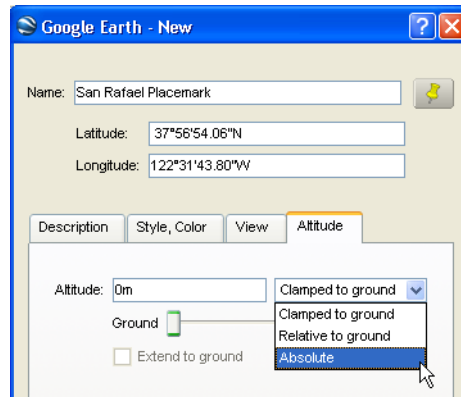 Google Earth - New
Name: San Rafael Placemark
Latitude: 37°56'54.06"N
Longitude: 122°31'43.80"W
Description Style, Color View Altitude
Altitude: 0m Clamped to ground
Clamped to ground
Ground Relative to ground
Extend to ground Absolute